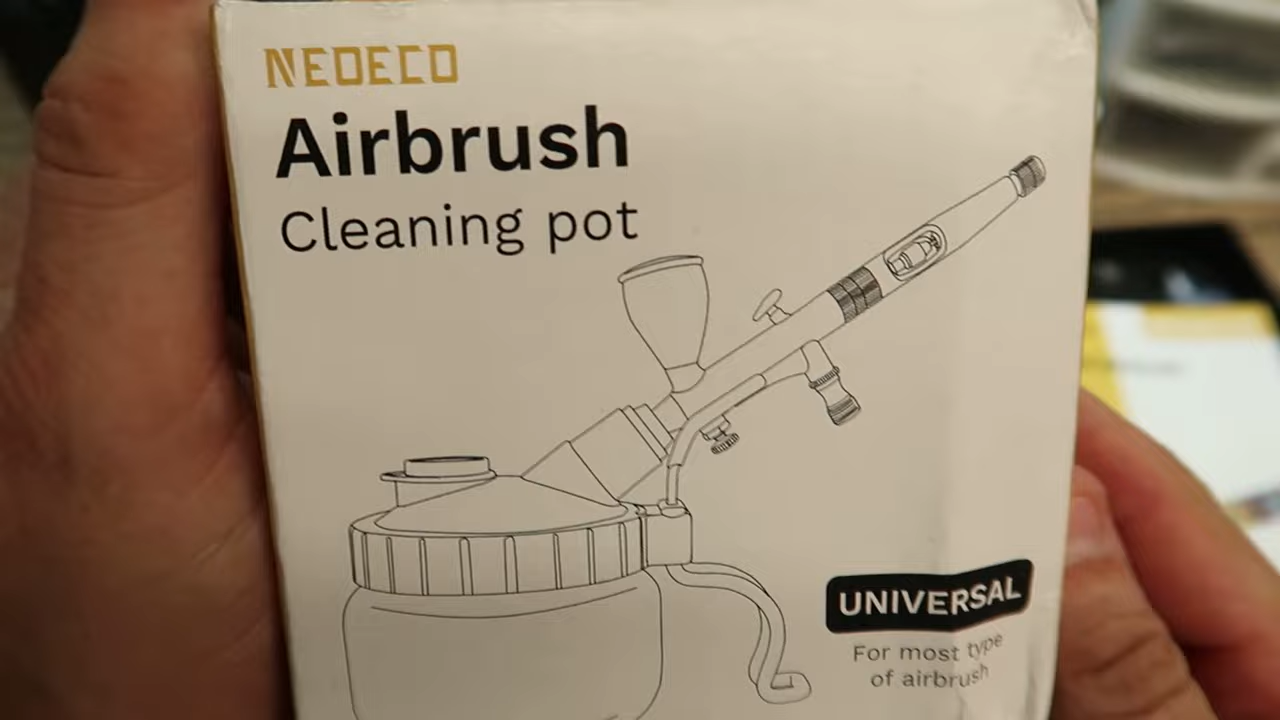 NEOECO
Airbrush
Cleaning pot
UNIVERSAL
For most type
of airbrush